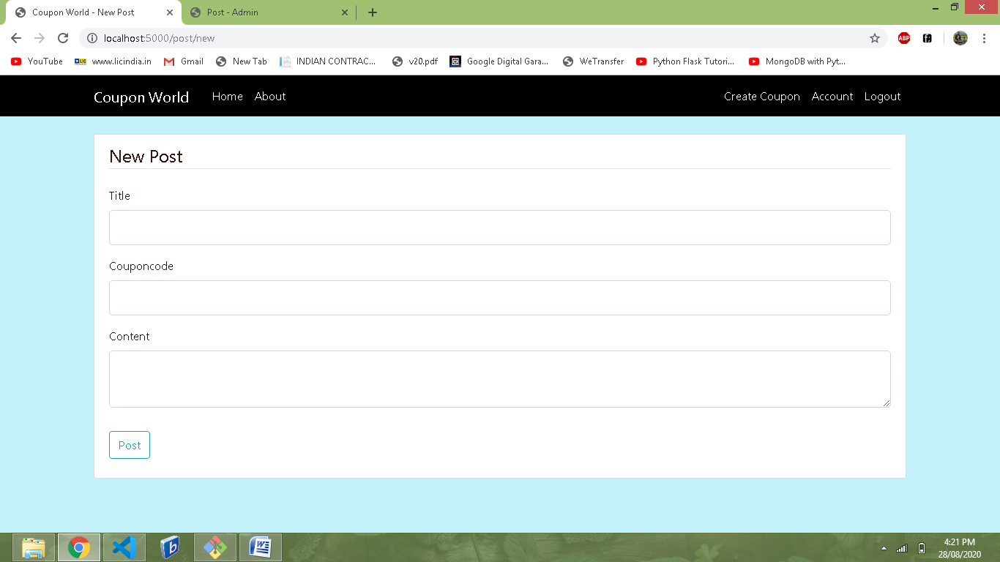 Coupon World - New Post
Post - Admin
localhost:5000/post/new
ABP
YouTube
www.licindia.in
Gmail
New Tab
INDIAN CONTRAC...
v20.pdf
Google Digital Gara...
WeTransfer
Python Flask Tutori...
MongoDB with Pyt...
Coupon World
Home
About
Create Coupon
Account
Logout
New Post
Title
Couponcode
Content
Post
4:21 PM
28/08/2020